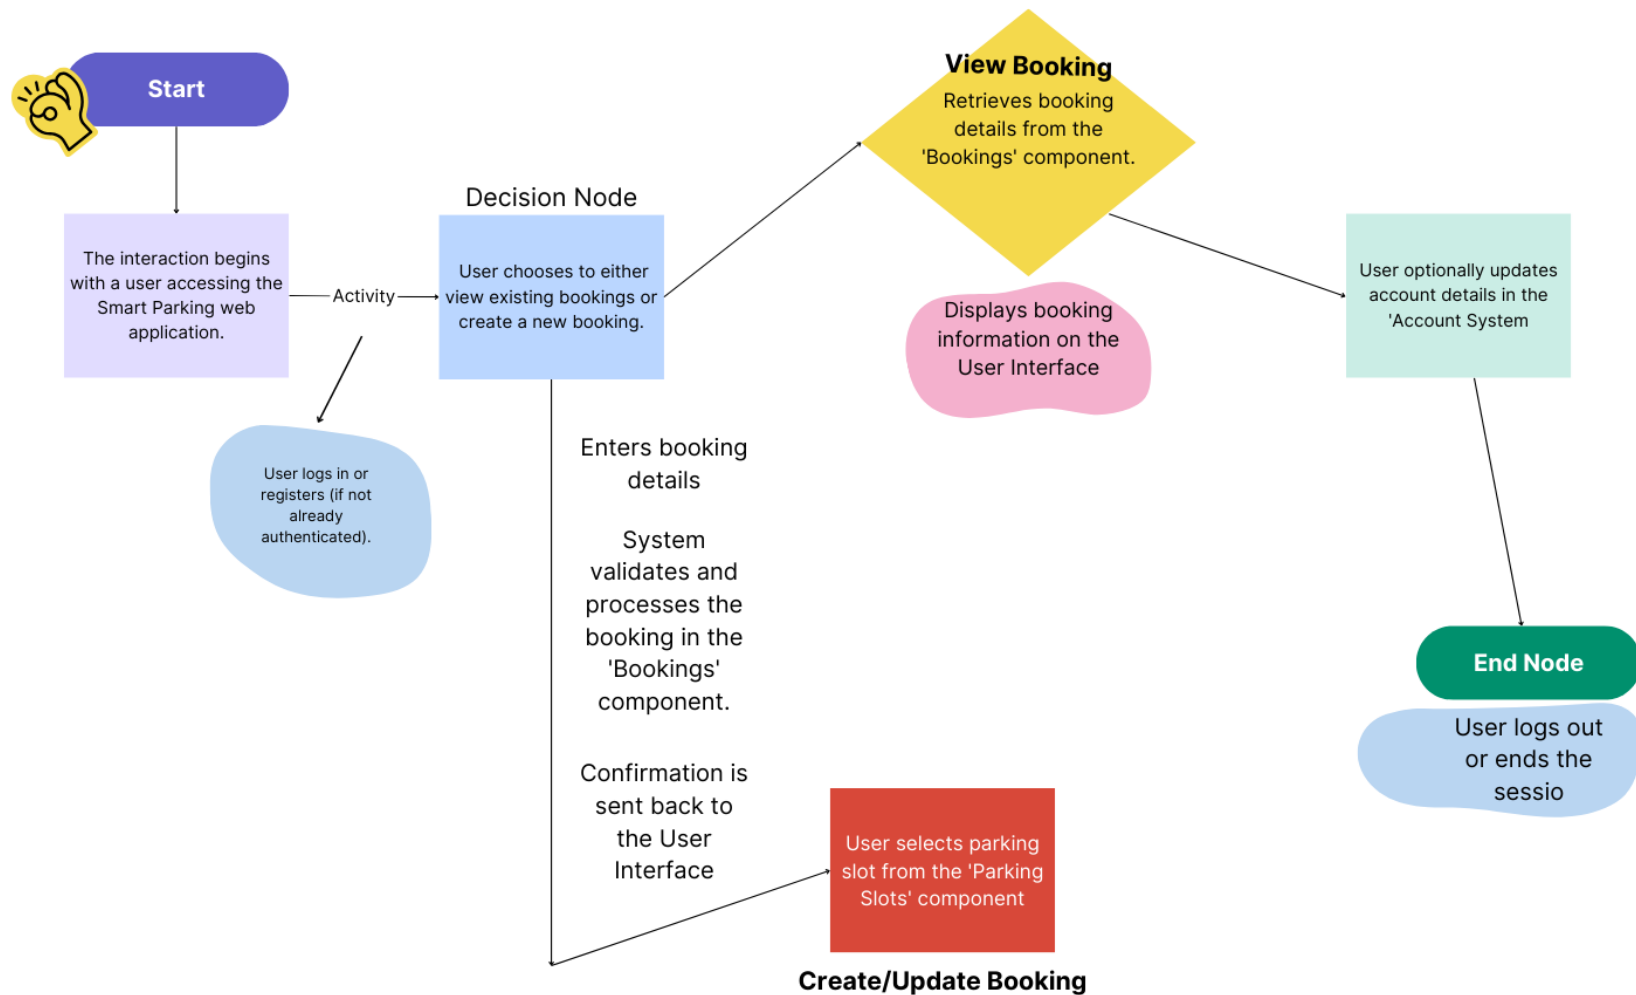 Start
The interaction begins
with a user accessing the
Smart Parking web
application.
Activity
User logs in or
registers (if not
already
authenticated).
Decision Node
User chooses to either
view existing bookings or
create a new booking.
View Booking
Retrieves booking
details from the
'Bookings' component.
Displays booking
information on the
User Interface
User optionally updates
account details in the
'Account System
Enters booking
details
System
validates and
processes the
booking in the
'Bookings'
component.
Confirmation is
sent back to
the User
Interface
User selects parking
slot from the 'Parking
Slots' component
Create/Update Booking
End Node
User logs out
or ends the
sessio